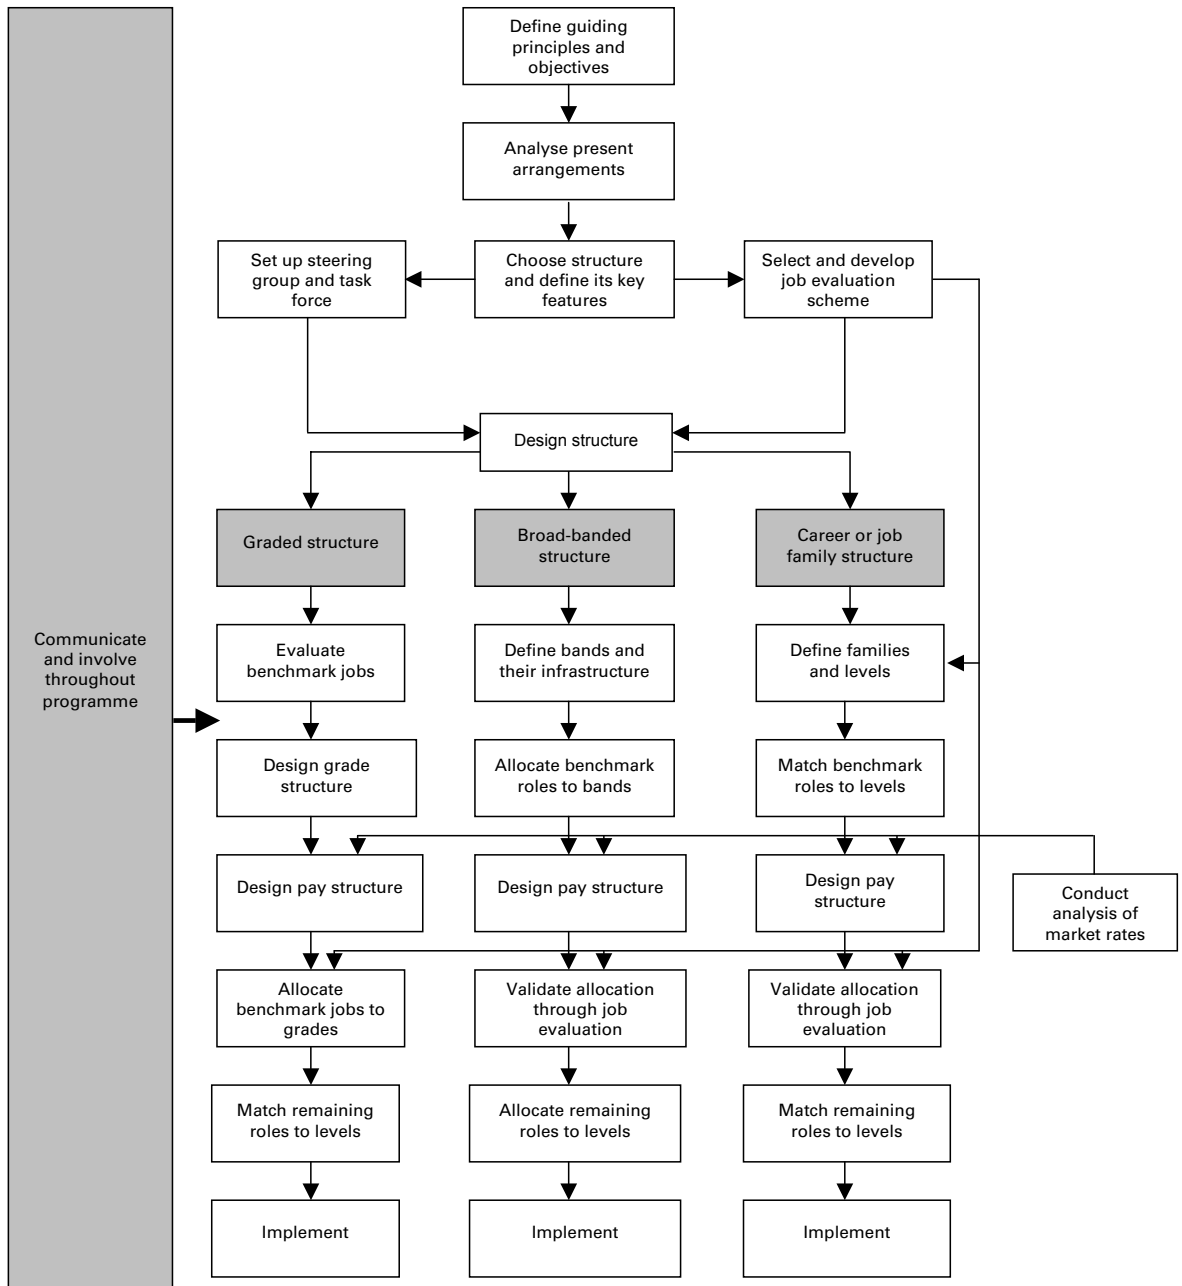 Define guiding
principles and
objectives
Analyse present
arrangements
Set up steering
group and task
force
Choose structure
and define its key
features
Select and develop
job evaluation
scheme
Design structure
Graded structure
Broad-banded
structure
Career or job
family structure
Communicate
and involve
throughout
programme
Evaluate
benchmark jobs
Define bands and
their infrastructure
Define families
and levels
Design grade
structure
Allocate benchmark
roles to bands
Match benchmark
roles to levels
Design pay structure
Design pay structure
Design pay
structure
Conduct
analysis of
market rates
Allocate
benchmark jobs to
grades
Validate allocation
through job
evaluation
Validate allocation
through job
evaluation
Match remaining
roles to levels
Allocate remaining
roles to levels
Match remaining
roles to levels
Implement
Implement
Implement